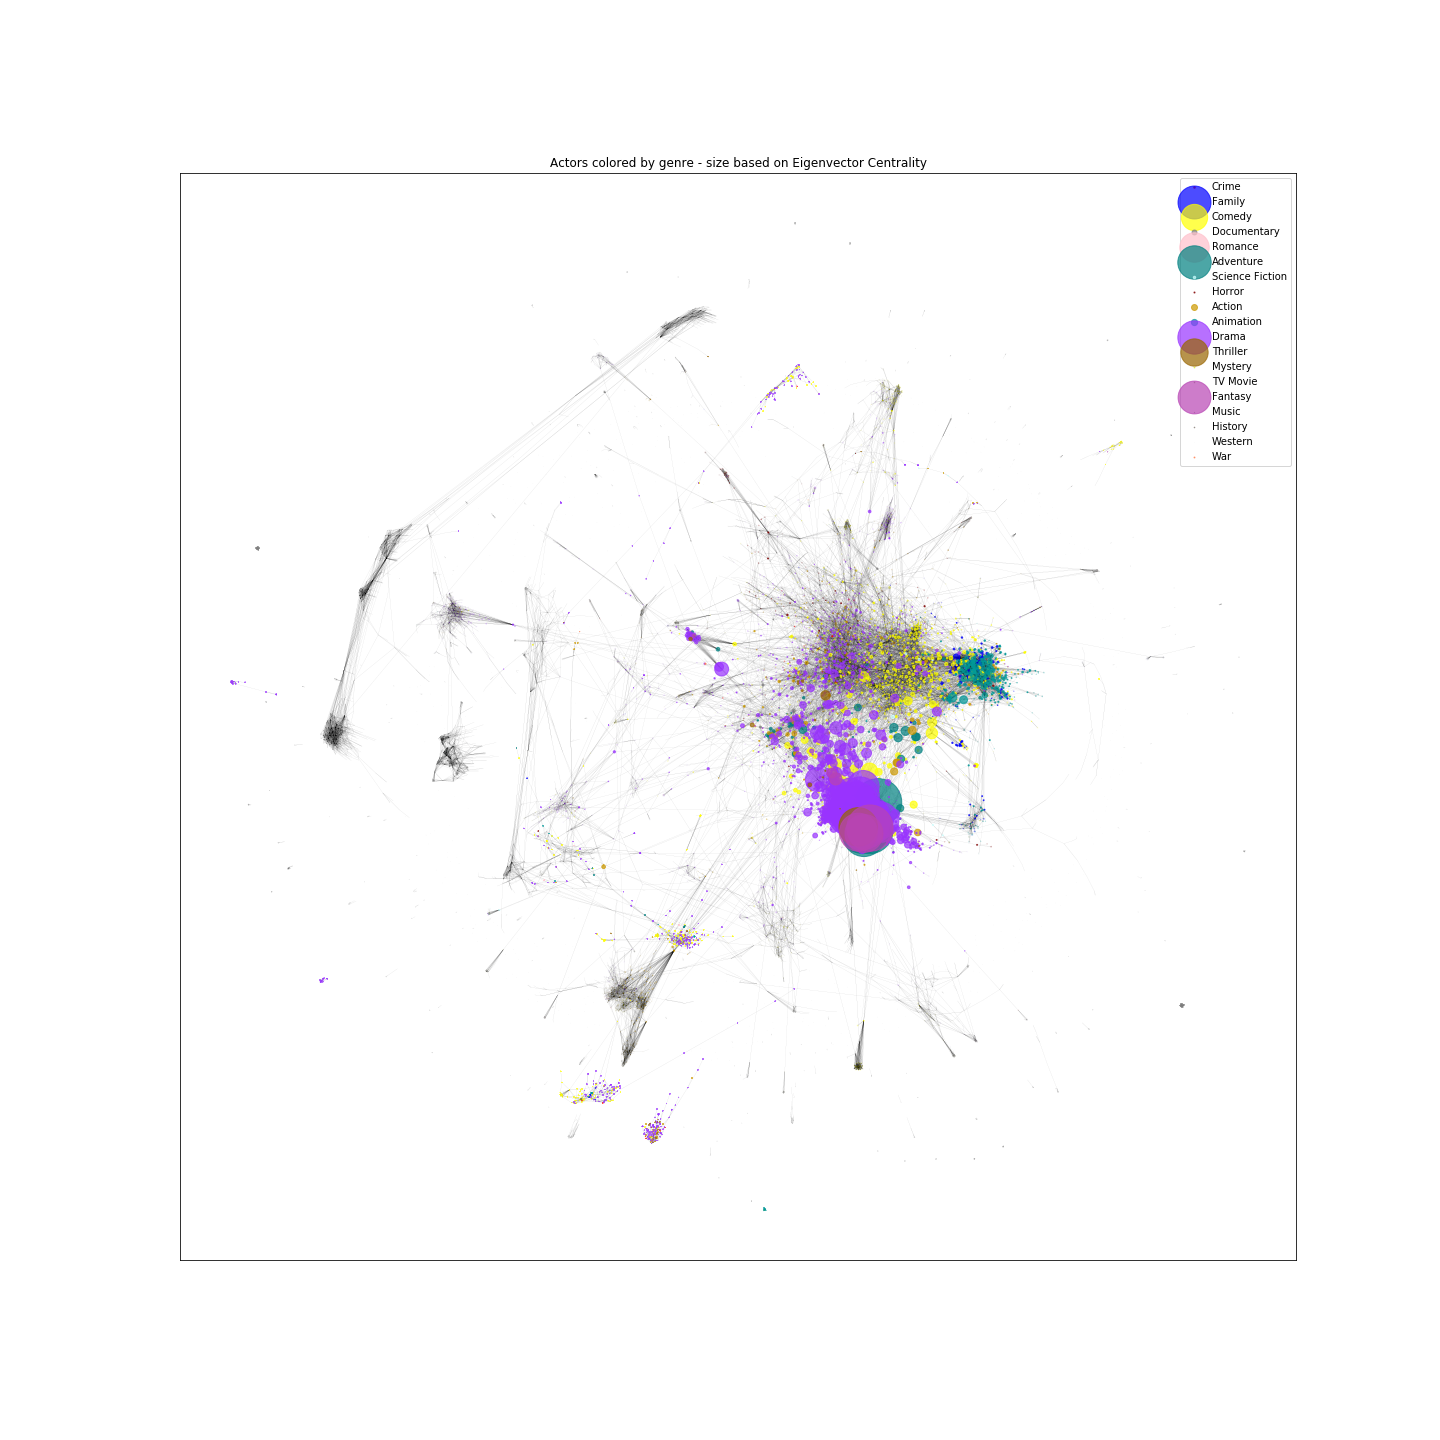 Actors colored by genre - size based on Eigenvector Centrality
Crime
Family
Comedy
Documentary
Romance
Adventure
Science Fiction
Horror
Action
Animation
Drama
Thriller
Mystery
TV Movie
Fantasy
Music
History
Western
War